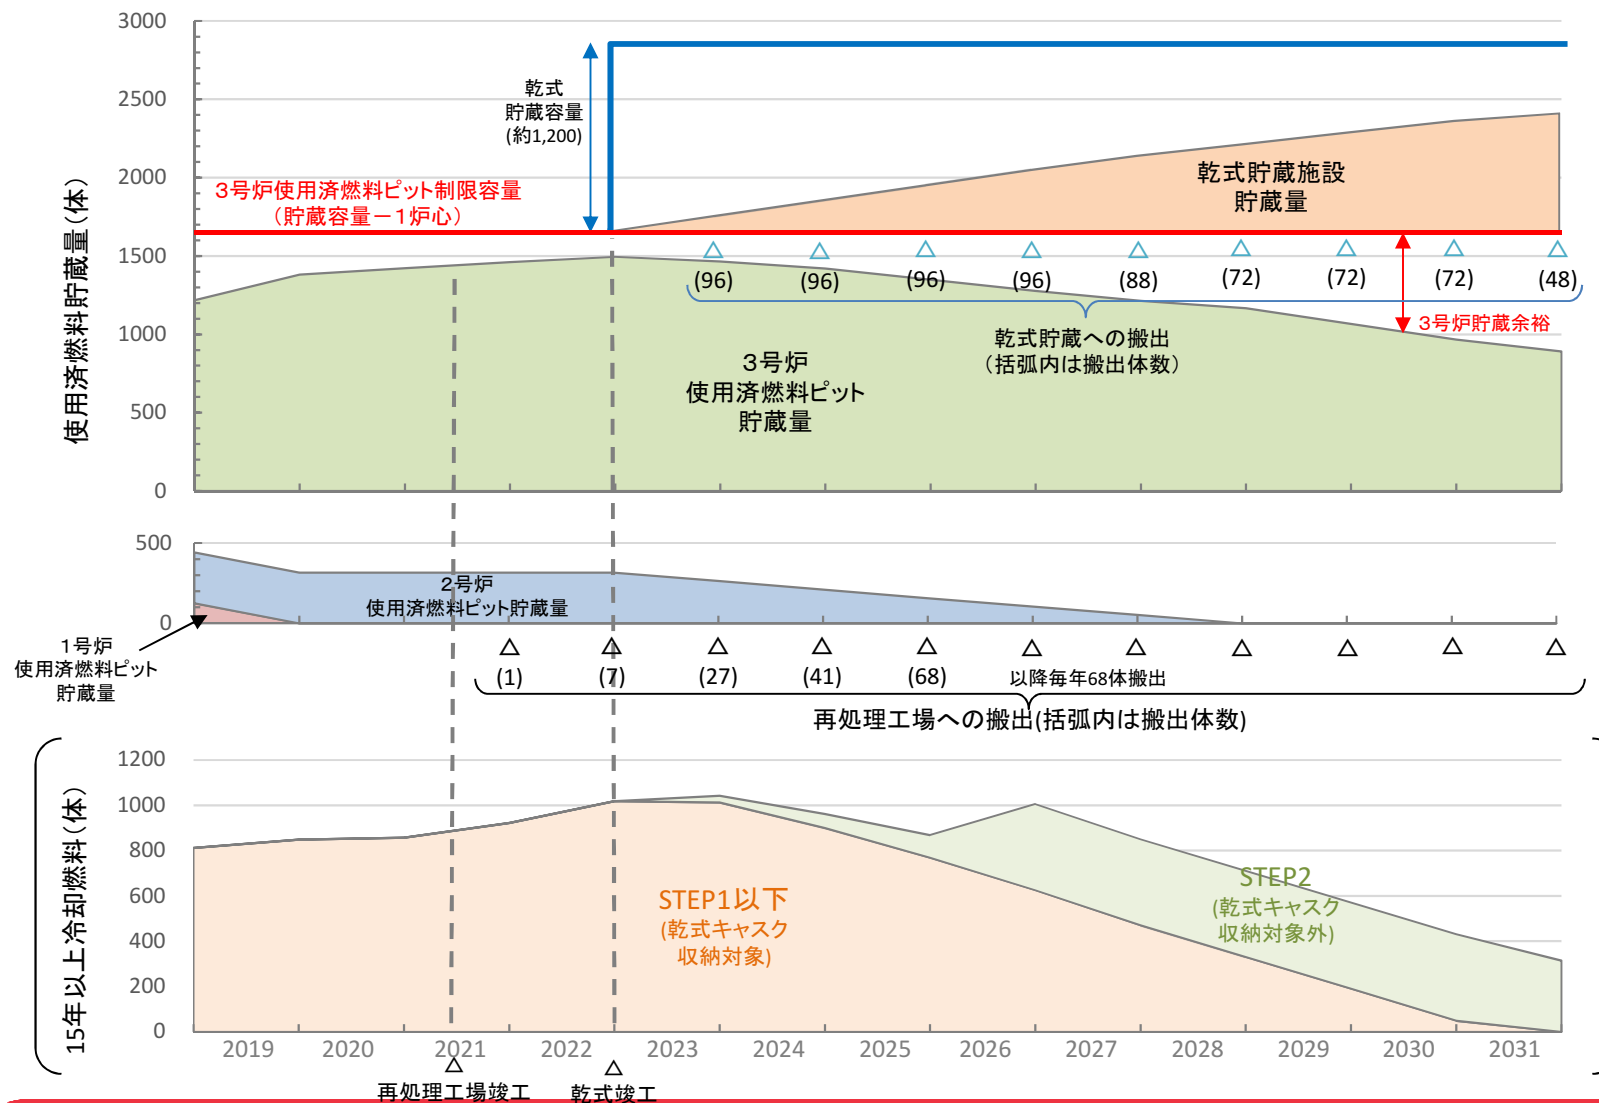 3000
2500
2000
1500
1000
500
0
使用済燃料貯蔵量(体)
乾式
貯蔵容量
(約1,200)
3号炉使用済燃料ピット制限容量
(貯蔵容量－1炉心)
乾式貯蔵施設
貯蔵量
△ △ △ △ △ △ △ △ △
(96) (96) (96) (96) (88) (72) (72) (72) (48)
乾式貯蔵への搬出
(括弧内は搬出体数)
3号炉貯蔵余裕
3号炉
使用済燃料ピット
貯蔵量
500
0
2号炉
使用済燃料ピット貯蔵量
1号炉
使用済燃料ピット
貯蔵量
△ △ △ △ △ △ △ △ △ △ △
(1) (7) (27) (41) (68) 以降毎年68体搬出
再処理工場への搬出(括弧内は搬出体数)
1200
1000
800
600
400
200
0
15年以上冷却燃料(体)
STEP1以下
(乾式キャスク
収納対象)
STEP2
(乾式キャスク
収納対象外)
2019 2020 2021 2022 2023 2024 2025 2026 2027 2028 2029 2030 2031
△ △
再処理工場竣工 乾式竣工